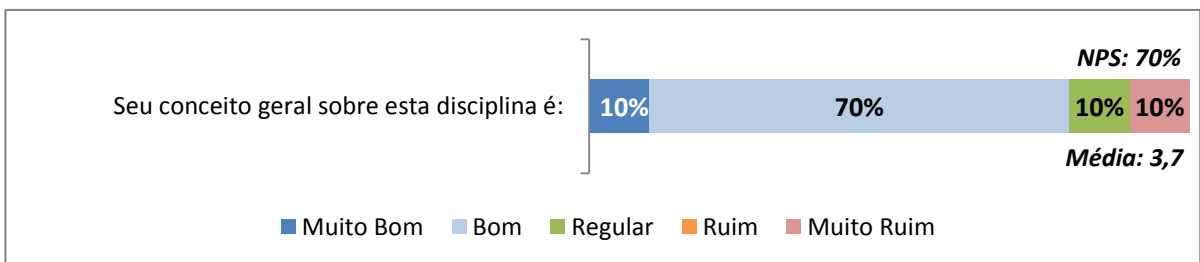 NPS: 70%
Seu conceito geral sobre esta disciplina é:
10% 70% 10% 10%
Média: 3,7
Muito Bom Bom Regular Ruim Muito Ruim